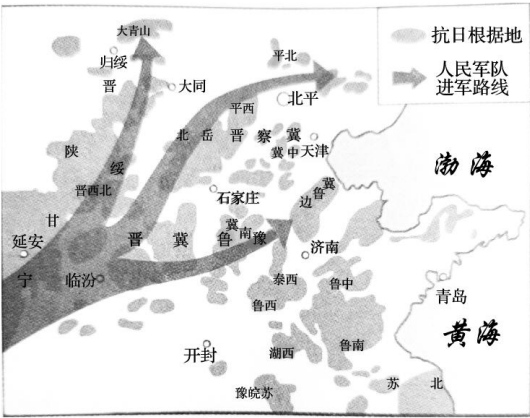 大青山
归绥
大同
平北
北平
晋
平西
北岳晋察冀
冀中
天津
陕
绥
晋西北
石家庄
冀
鲁
边
甘
延安
宁
临汾
晋冀鲁豫
冀南
济南
泰西
鲁西
鲁中
青岛
开封
湖西
鲁南
豫皖苏
苏北
渤海
黄海
抗日根据地
人民军队
进军路线